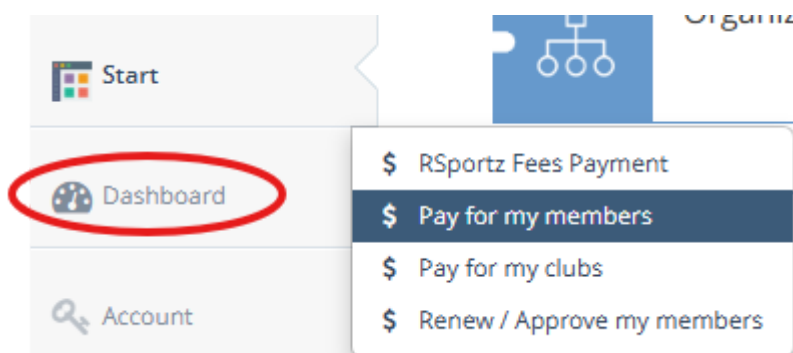 Start
Dashboard
Account
$ RSportz Fees Payment
$ Pay for my members
$ Pay for my clubs
$ Renew / Approve my members